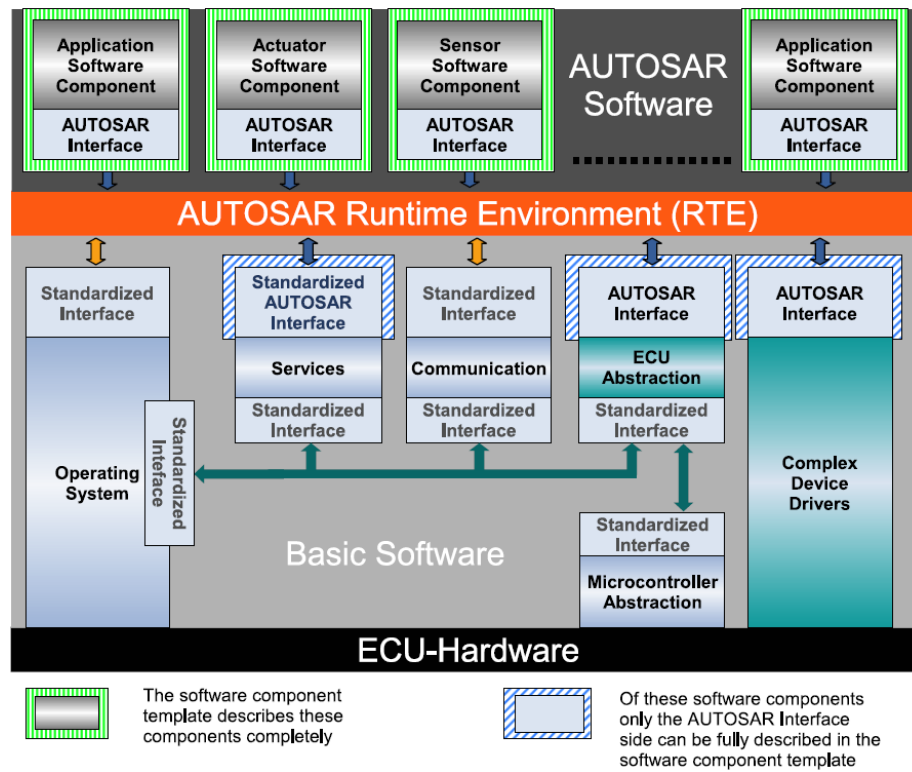 Application
Software
Component
AUTOSAR
Interface
Actuator
Software
Component
AUTOSAR
Interface
Sensor
Software
Component
AUTOSAR
Interface
AUTOSAR
Software
Application
Software
Component
AUTOSAR
Interface
AUTOSAR Runtime Environment (RTE)
Standardized
Interface
Operating
System
Standardized
Inteface
Standardized
AUTOSAR
Interface
Services
Standardized
Interface
Standardized
Interface
Communication
Standardized
Interface
AUTOSAR
Interface
ECU
Abstraction
Standardized
Interface
Standardized
Interface
Microcontroller
Abstraction
AUTOSAR
Interface
Complex
Device
Drivers
Basic Software
ECU-Hardware
The software component
template describes these
components completely
Of these software components
only the AUTOSAR Interface
side can be fully described in the
software component template